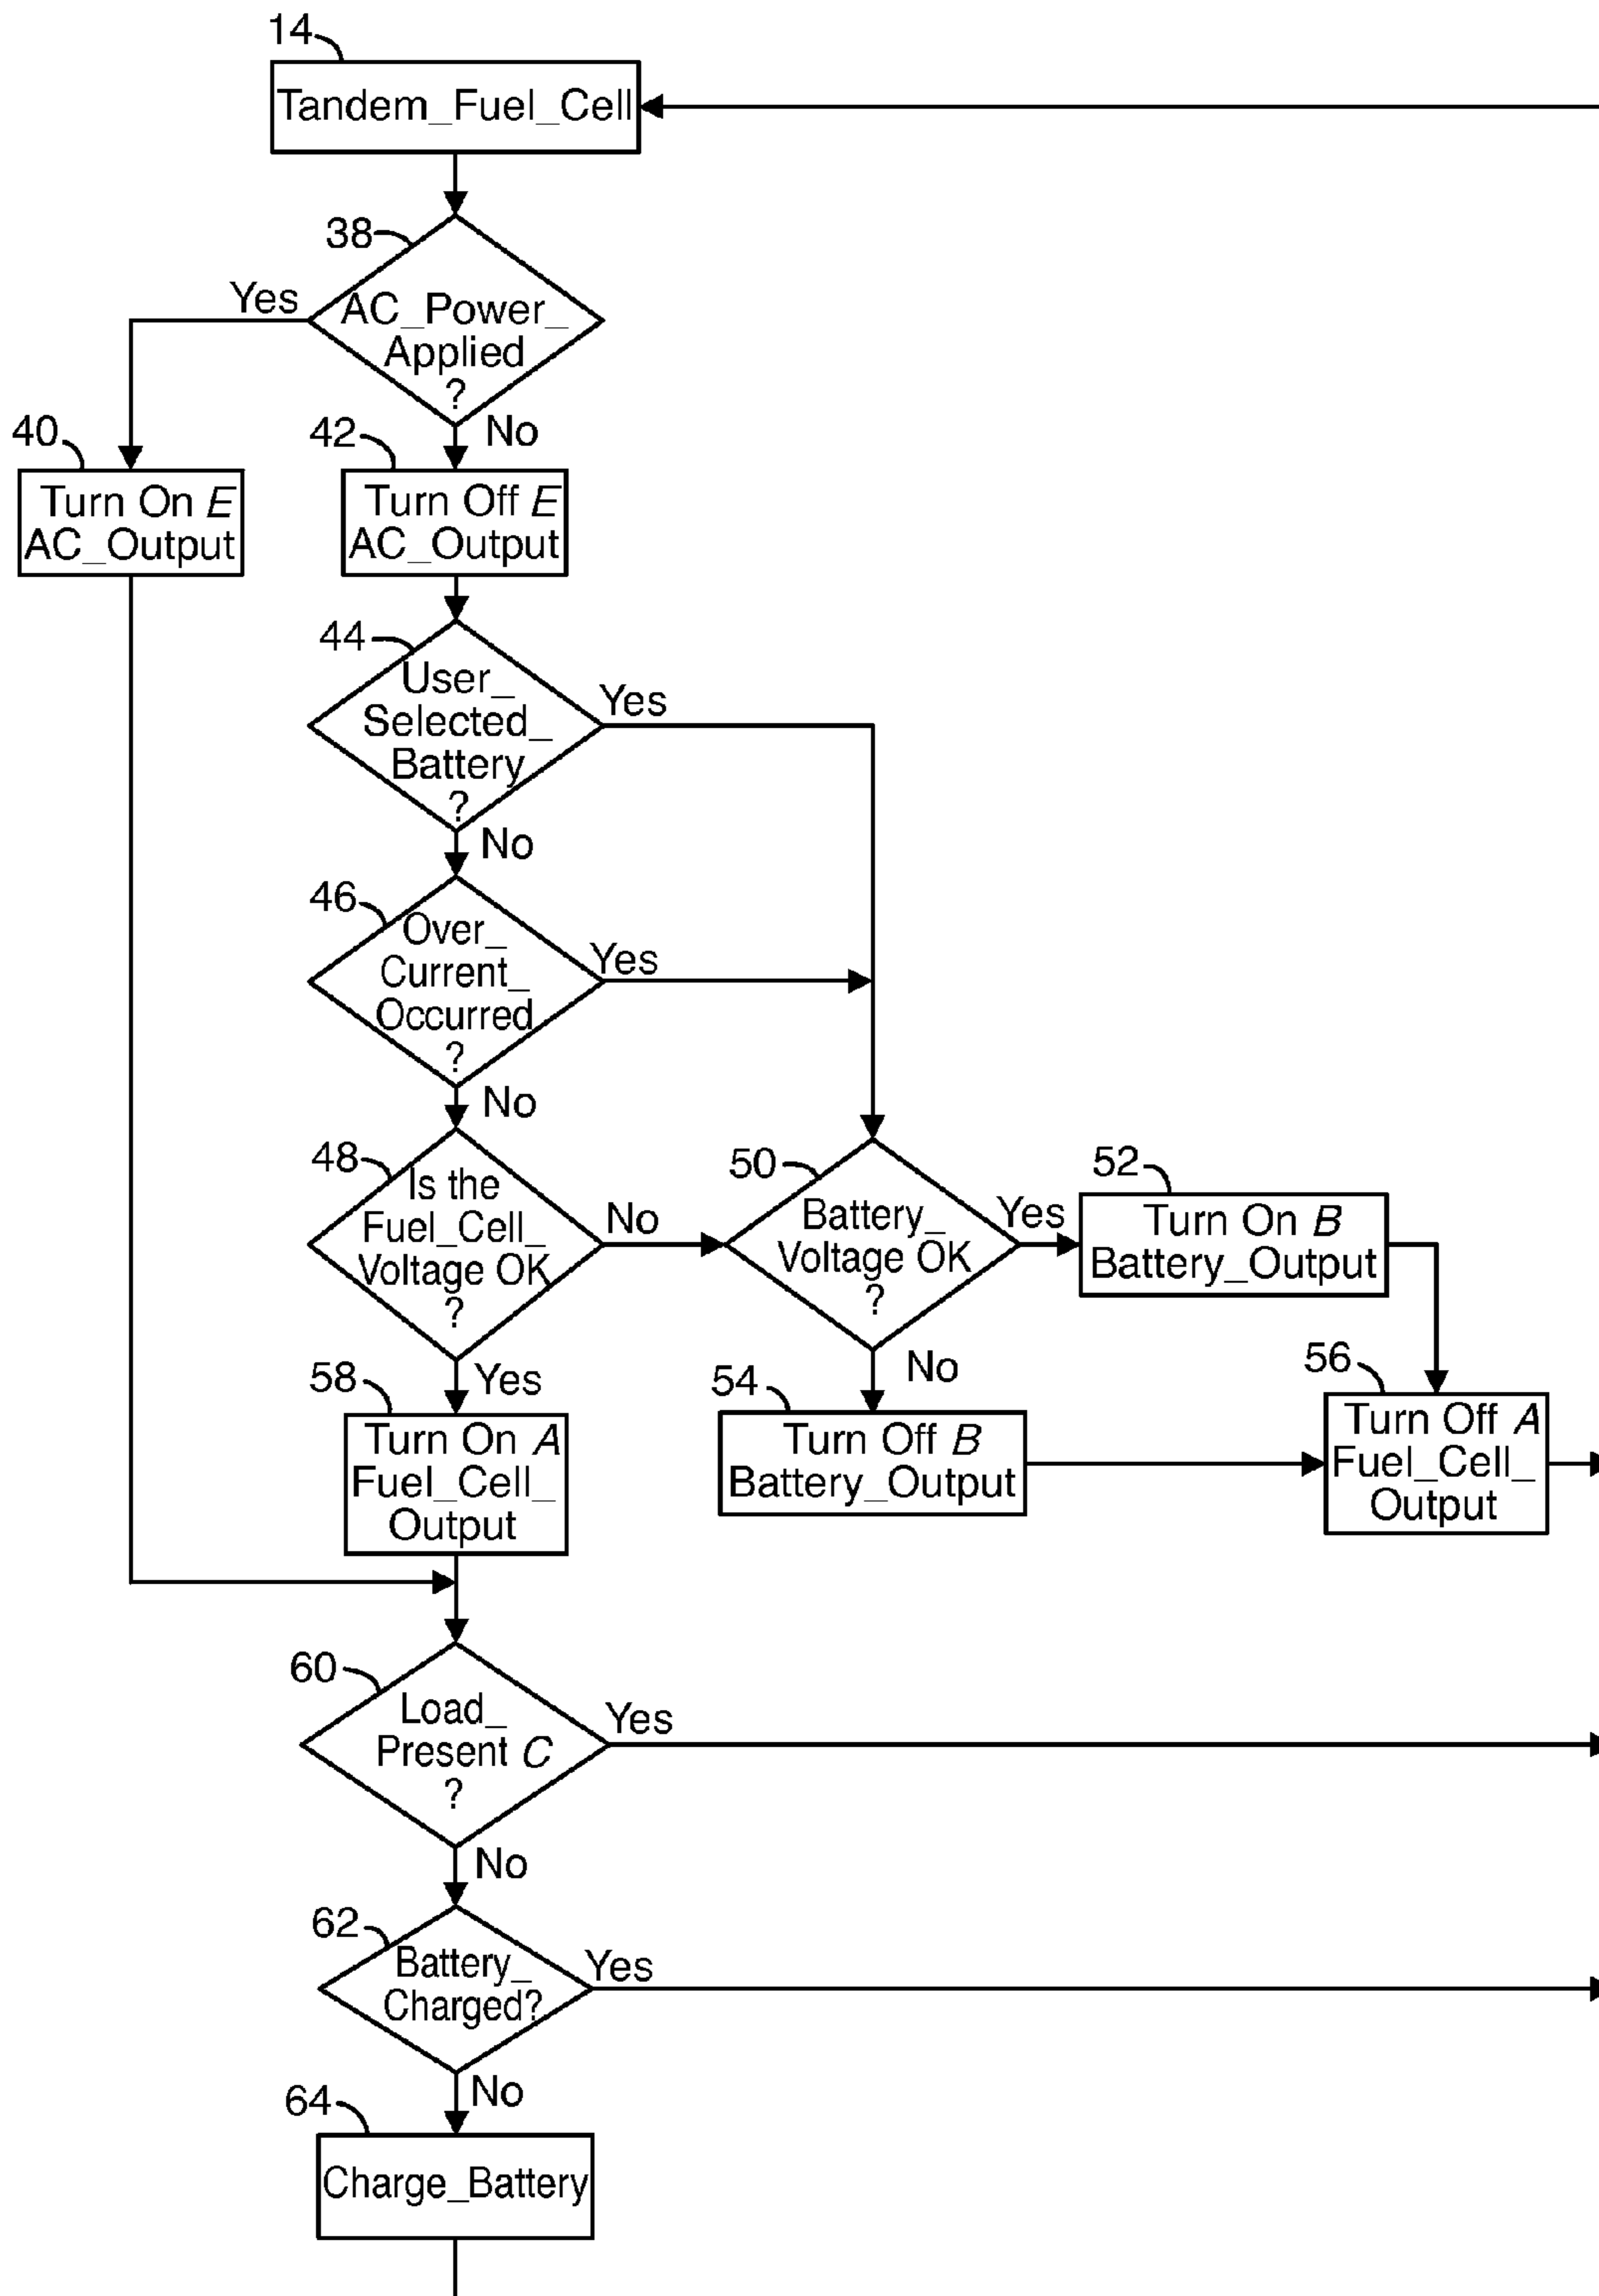 14
Tandem_Fuel_Cell
38
Yes
AC_Power_
Applied
?
No
40
Turn On E
AC_Output
42
Turn Off E
AC_Output
44
User_
Selected_
Battery
?
Yes
No
46
Over_
Current_
Occurred
?
Yes
No
48
Is the
Fuel_Cell_
Voltage OK
?
No
Yes
50
Battery_
Voltage OK
?
Yes
No
52
Turn On B
Battery_Output
54
Turn Off B
Battery_Output
56
Turn Off A
Fuel_Cell_
Output
58
Turn On A
Fuel_Cell_
Output
60
Load_
Present C
?
Yes
No
62
Battery_
Charged?
Yes
No
64
Charge_Battery